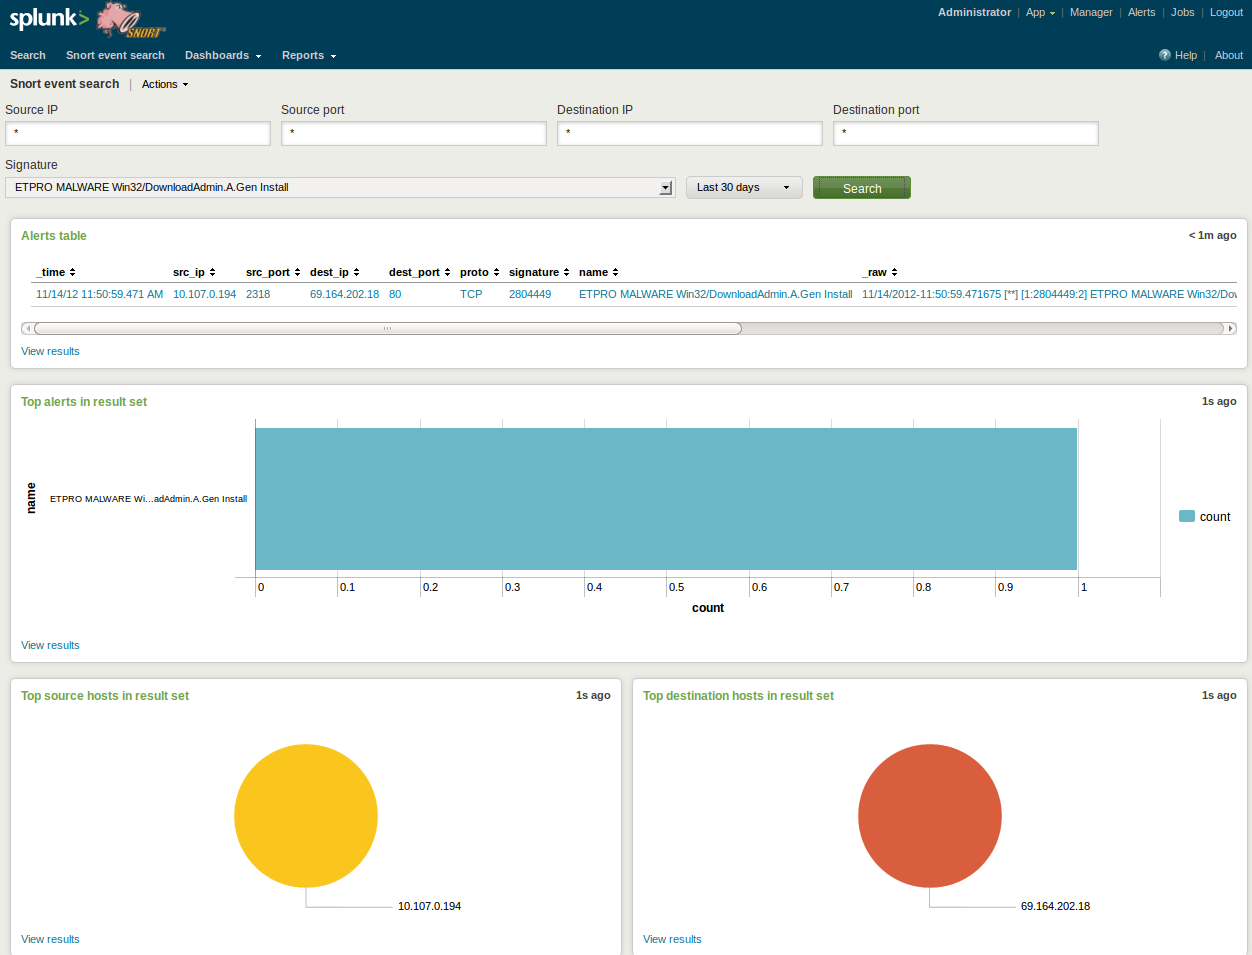 splunk> SNORT
Administrator | App | Manager | Alerts | Jobs | Logout
Search Snort event search Dashboards Reports
? Help | About
Snort event search | Actions
Source IP Source port Destination IP Destination port
* * * *
Signature
ETPRO MALWARE Win32/DownloadAdmin.A.Gen Install Last 30 days Search
Alerts table < 1m ago
_time src_ip src_port dest_ip dest_port proto signature name _raw
11/14/12 11:50:59.471 AM 10.107.0.194 2318 69.164.202.18 80 TCP 2804449 ETPRO MALWARE Win32/DownloadAdmin.A.Gen Install 11/14/2012-11:50:59.471675 [**] [1:2804449:2] ETPRO MALWARE Win32/Dov
View results
Top alerts in result set 1s ago
name
ETPRO MALWARE Wi...adAdmin.A.Gen Install
count
0 0.1 0.2 0.3 0.4 0.5 0.6 0.7 0.8 0.9 1
count
View results
Top source hosts in result set 1s ago
10.107.0.194
View results
Top destination hosts in result set 1s ago
69.164.202.18
View results